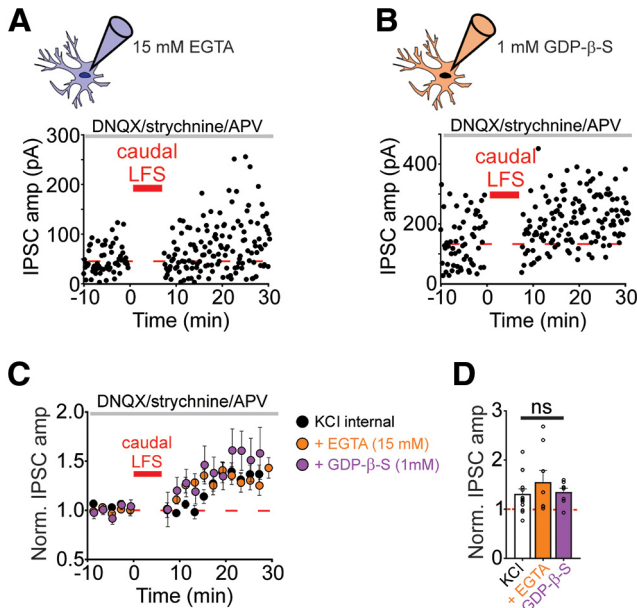 A
15 mM EGTA
DNQX/strychnine/APV
caudal
LFS
IPSC amp (pA)
300
200
100
0
-10 0 10 20 30
Time (min)
B
1 mM GDP-β-S
DNQX/strychnine/APV
caudal
LFS
IPSC amp (pA)
400
200
0
-10 0 10 20 30
Time (min)
C
DNQX/strychnine/APV
caudal
LFS
Norm. IPSC amp
2.0
1.5
1.0
0.5
-10 0 10 20 30
Time (min)
KCl internal
+ EGTA (15 mM)
+ GDP-β-S (1mM)
D
ns
Norm. IPSC amp
3
2
1
0
KCl
+ EGTA
GDP-β-S